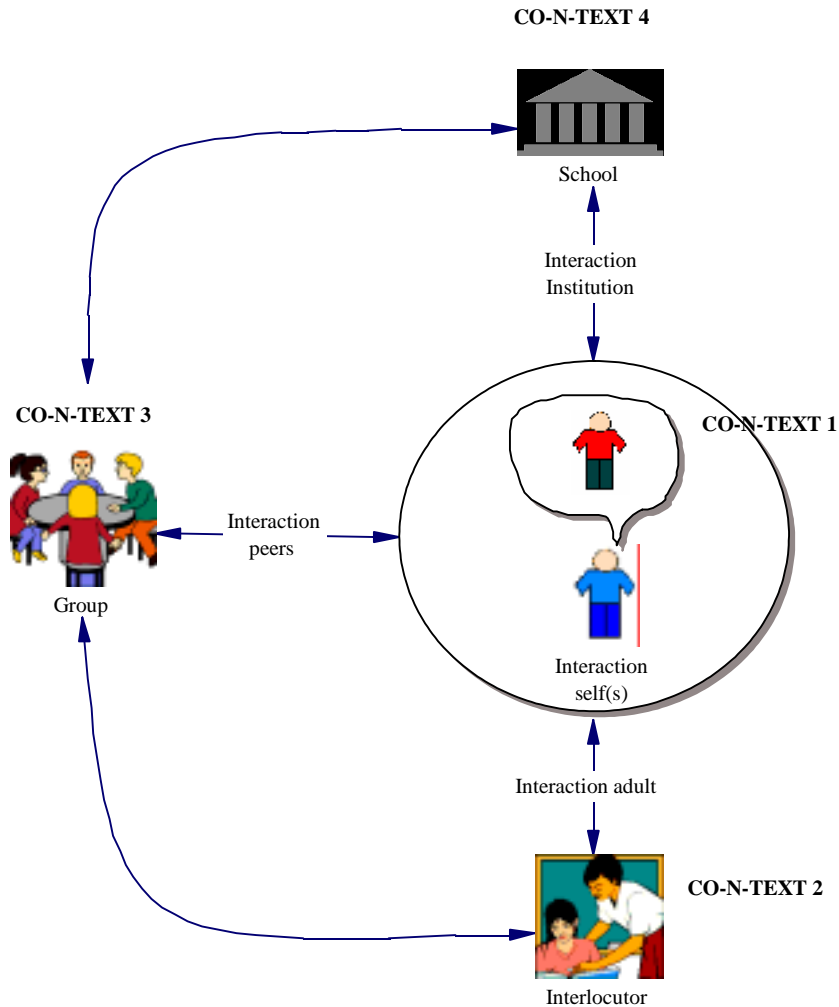 CO-N-TEXT 4
School
Interaction
Institution
CO-N-TEXT 3
CO-N-TEXT 1
Interaction
peers
Group
Interaction
self(s)
Interaction adult
CO-N-TEXT 2
Interlocutor